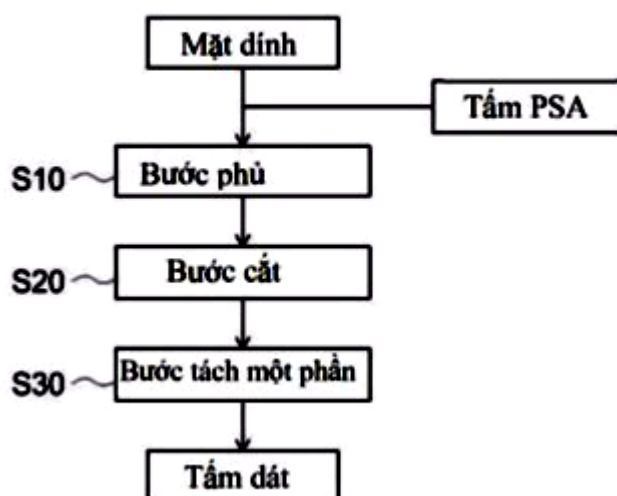 Mặt dính
Tấm PSA
S10
Bước phủ
S20
Bước cắt
S30
Bước tách một phần
Tấm dát